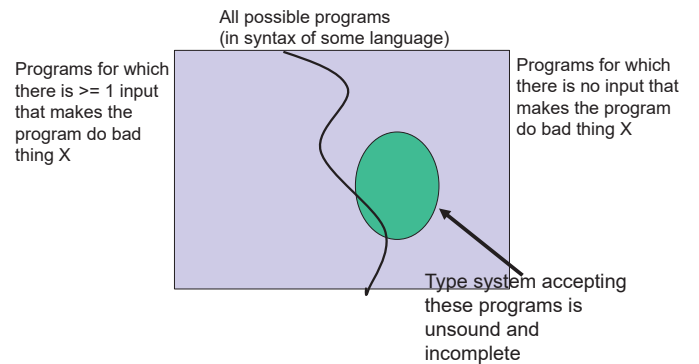 All possible programs
(in syntax of some language)
Programs for which
there is >= 1 input
that makes the
program do bad
thing X
Programs for which
there is no input that
makes the program
do bad thing X
Type system accepting
these programs is
unsound and
incomplete